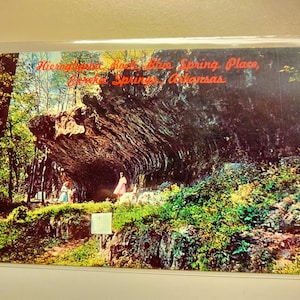 Hieroglyphic Rock, Blue Spring Place,
Eureka Springs, Arkansas